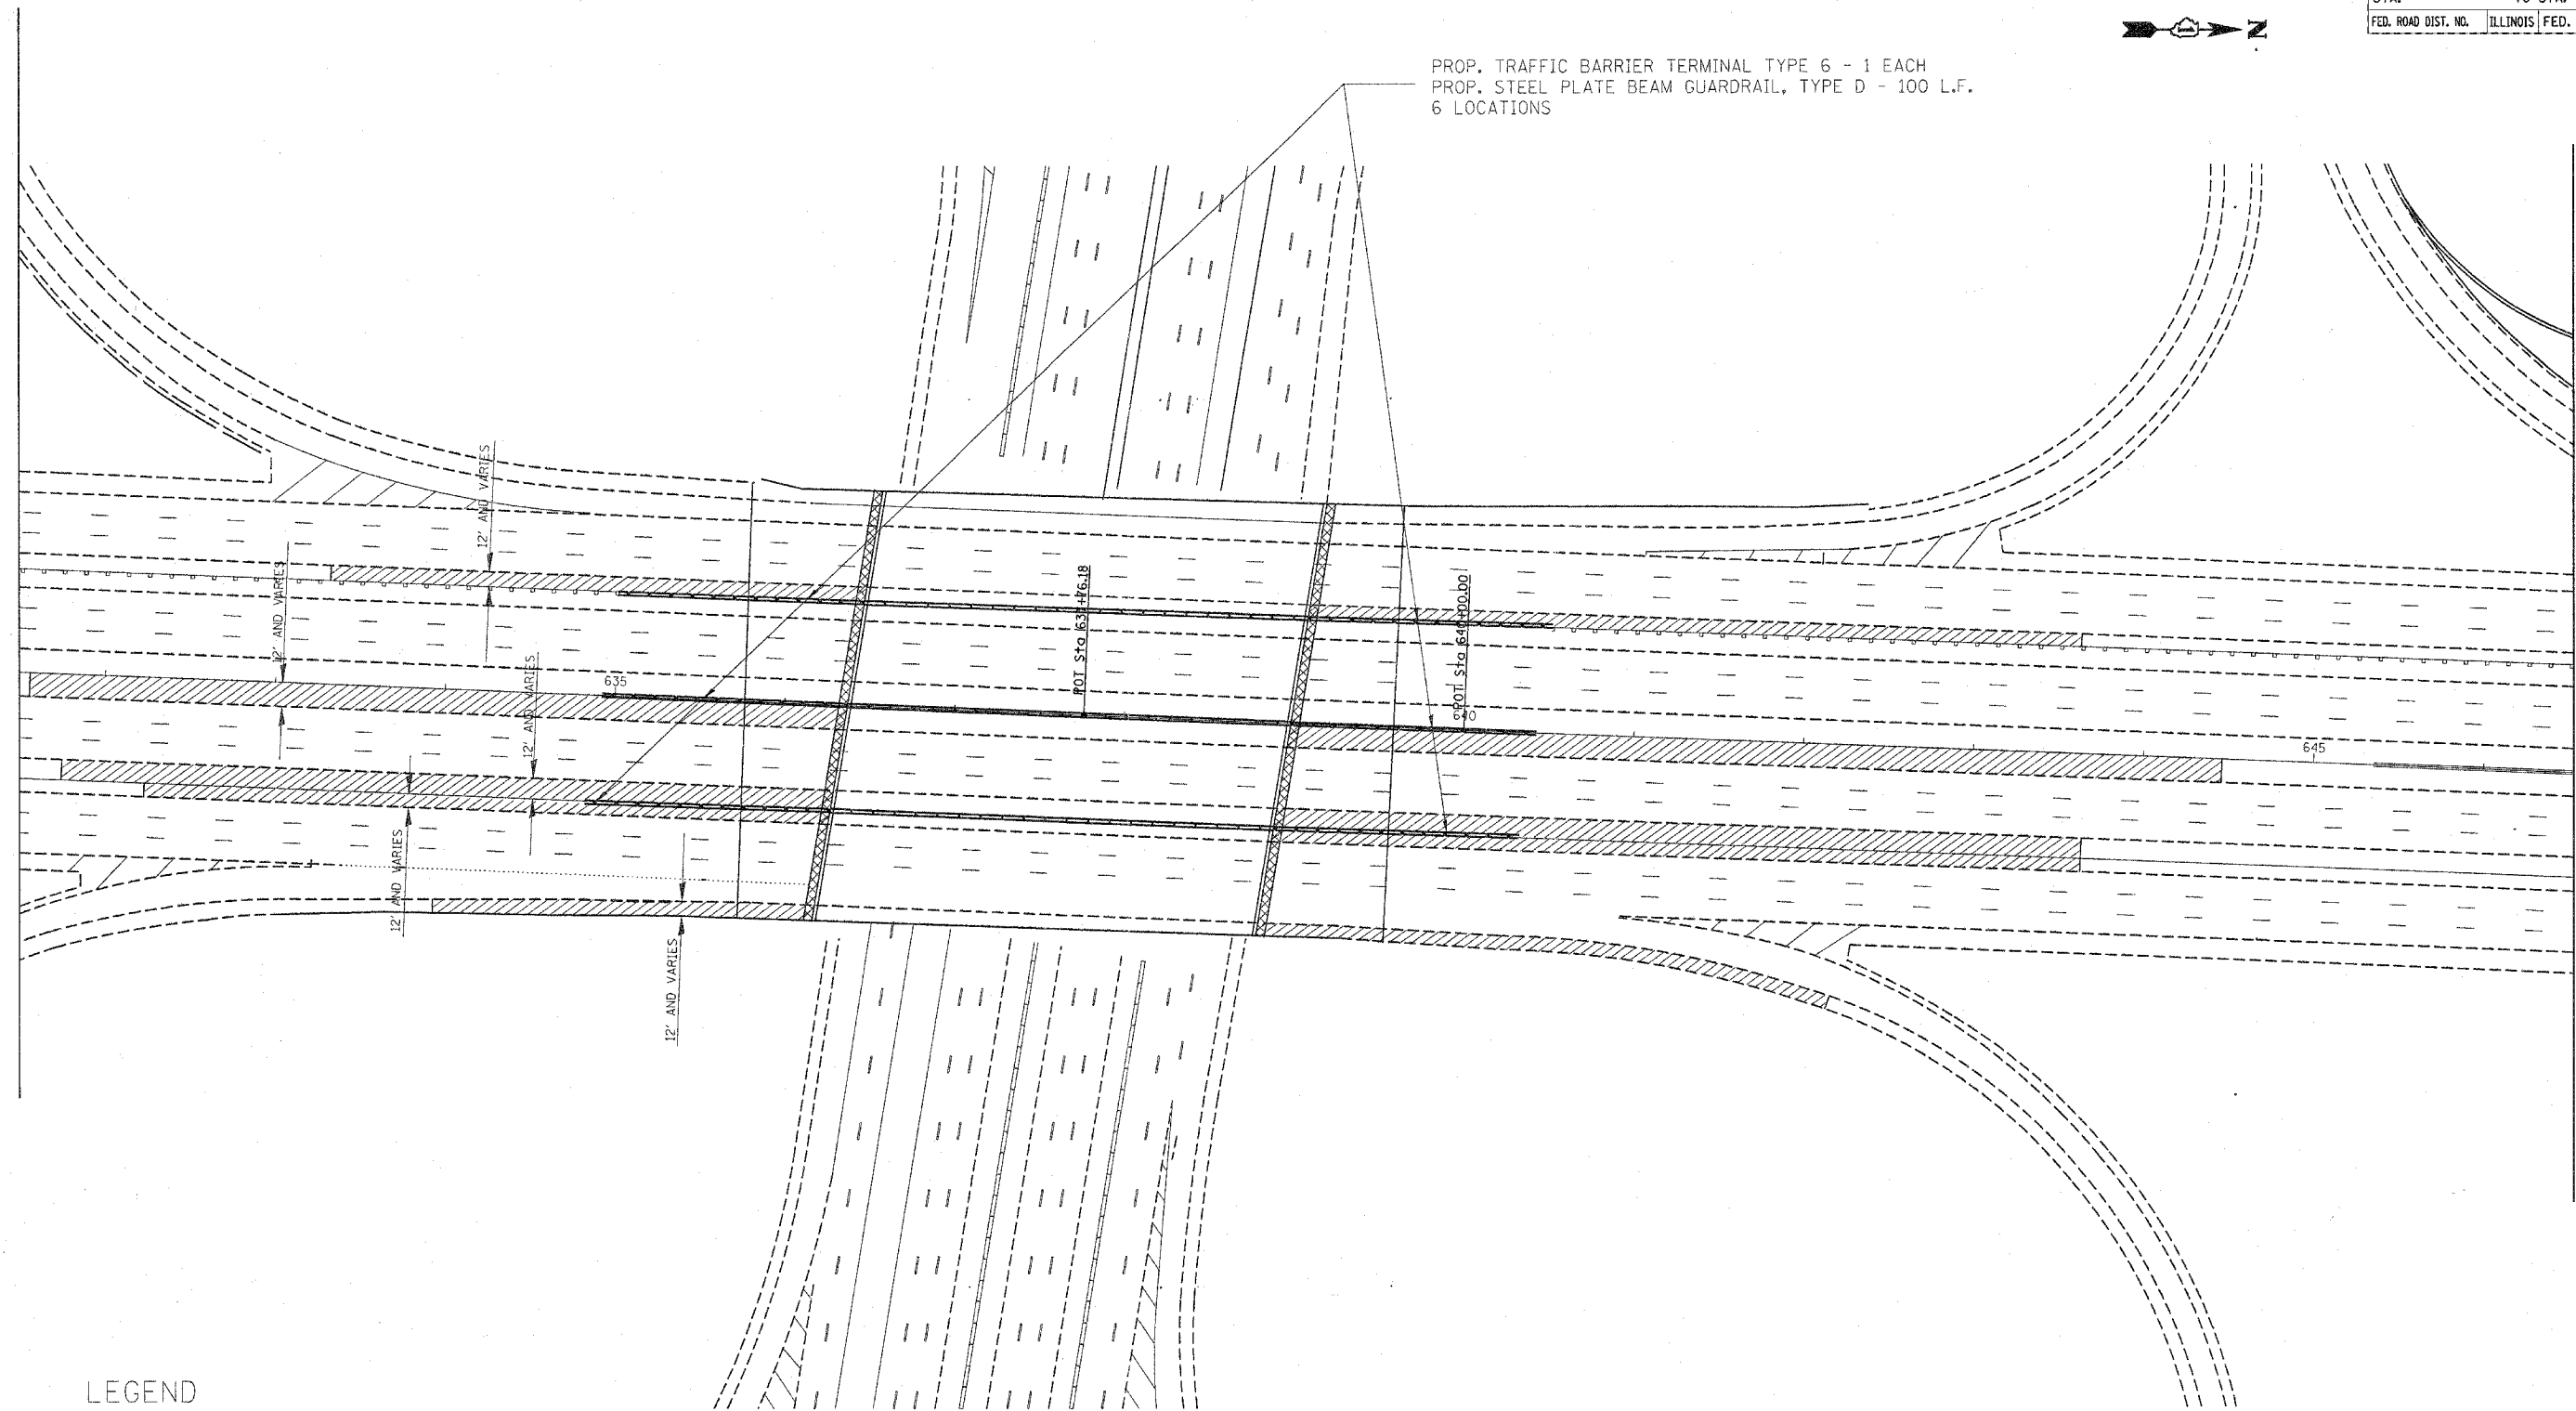 FED. ROAD DIST. NO. ILLINOIS FED.
N
PROP. TRAFFIC BARRIER TERMINAL TYPE 6 - 1 EACH
PROP. STEEL PLATE BEAM GUARDRAIL, TYPE D - 100 L.F.
6 LOCATIONS
12' AND VARIES
12' AND VARIES
12' AND VARIES
12' AND VARIES
12' AND VARIES
635
POT Sta 637+76.18
POT Sta 640+00.00
640
645
LEGEND